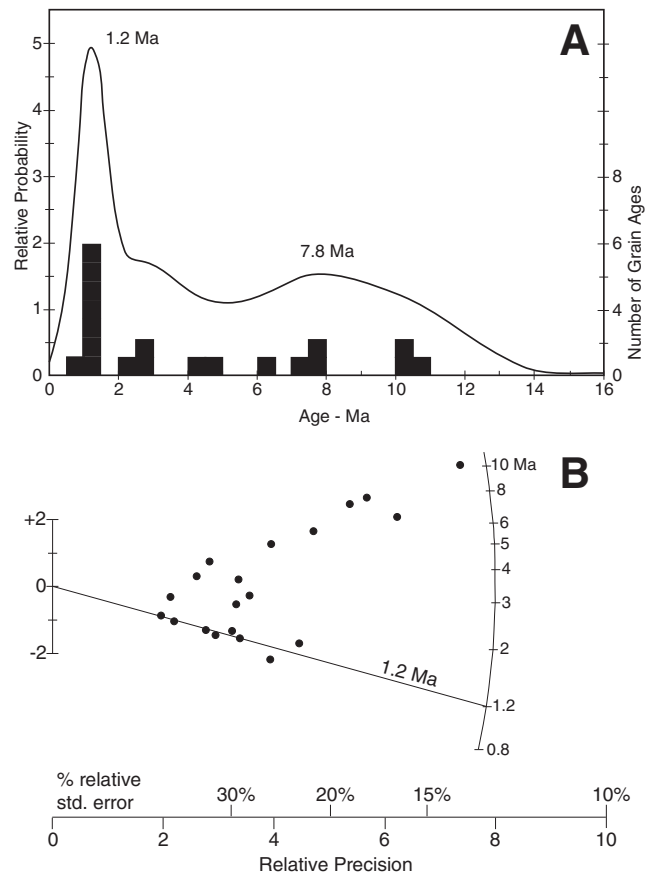 A
1.2 Ma
7.8 Ma
Relative Probability
5
4
3
2
1
0
Number of Grain Ages
8
6
4
0
0 2 4 6 8 10 12 14 16
Age - Ma
B
10 Ma
8
6
5
4
3
2
1.2
0.8
+2
0
-2
1.2 Ma
% relative
std. error
30% 20% 15% 10%
0 2 4 6 8 10
Relative Precision